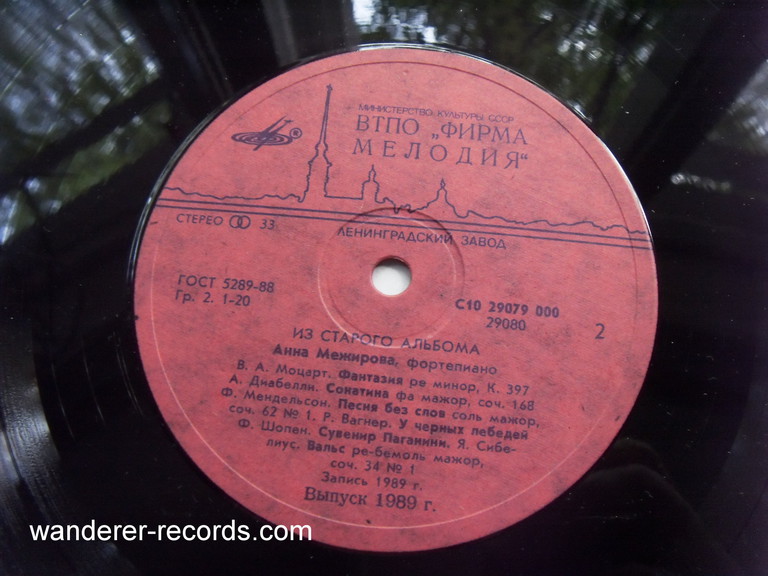 МИНИСТЕРСТВО КУЛЬТУРЫ СССР
ВТПО „ФИРМА
МЕЛОДИЯ“
®
СТЕРЕО 33
ЛЕНИНГРАДСКИЙ ЗАВОД
ГОСТ 5289-88
Гр. 2. 1-20
С10 29079 000
29080
2
ИЗ СТАРОГО АЛЬБОМА
Анна Межирова, фортепиано
В. А. Моцарт. Фантазия ре минор, К. 397
А. Диабелли. Сонатина фа мажор, соч. 168
Ф. Мендельсон. Песня без слов соль мажор,
соч. 62 № 1. Р. Вагнер. У черных лебедей
Ф. Шопен. Сувенир Паганини. Я. Сибе-
лиус. Вальс ре-бемоль мажор,
соч. 34 № 1
Запись 1989 г.
Выпуск 1989 г.
wanderer-records.com